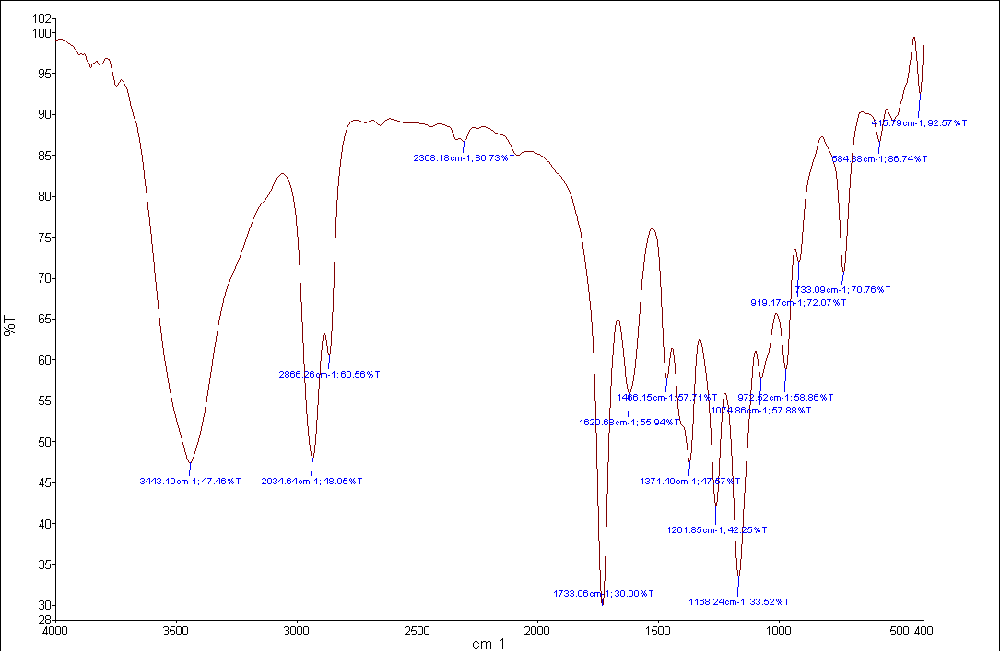 102
100
95
90
85
80
75
70
65
60
55
50
45
40
35
30
28
%T
4000
3500
3000
2500
2000
1500
1000
500
400
cm-1
415.79cm-1; 92.57%T
2308.18cm-1; 86.73%T
584.38cm-1; 86.74%T
733.09cm-1; 70.76%T
919.17cm-1; 72.07%T
2866.26cm-1; 60.56%T
1466.15cm-1; 57.71%T
972.52cm-1; 58.86%T
1074.86cm-1; 57.88%T
1620.68cm-1; 55.94%T
3443.10cm-1; 47.46%T
2934.64cm-1; 48.05%T
1371.40cm-1; 47.57%T
1261.85cm-1; 42.25%T
1733.06cm-1; 30.00%T
1168.24cm-1; 33.52%T